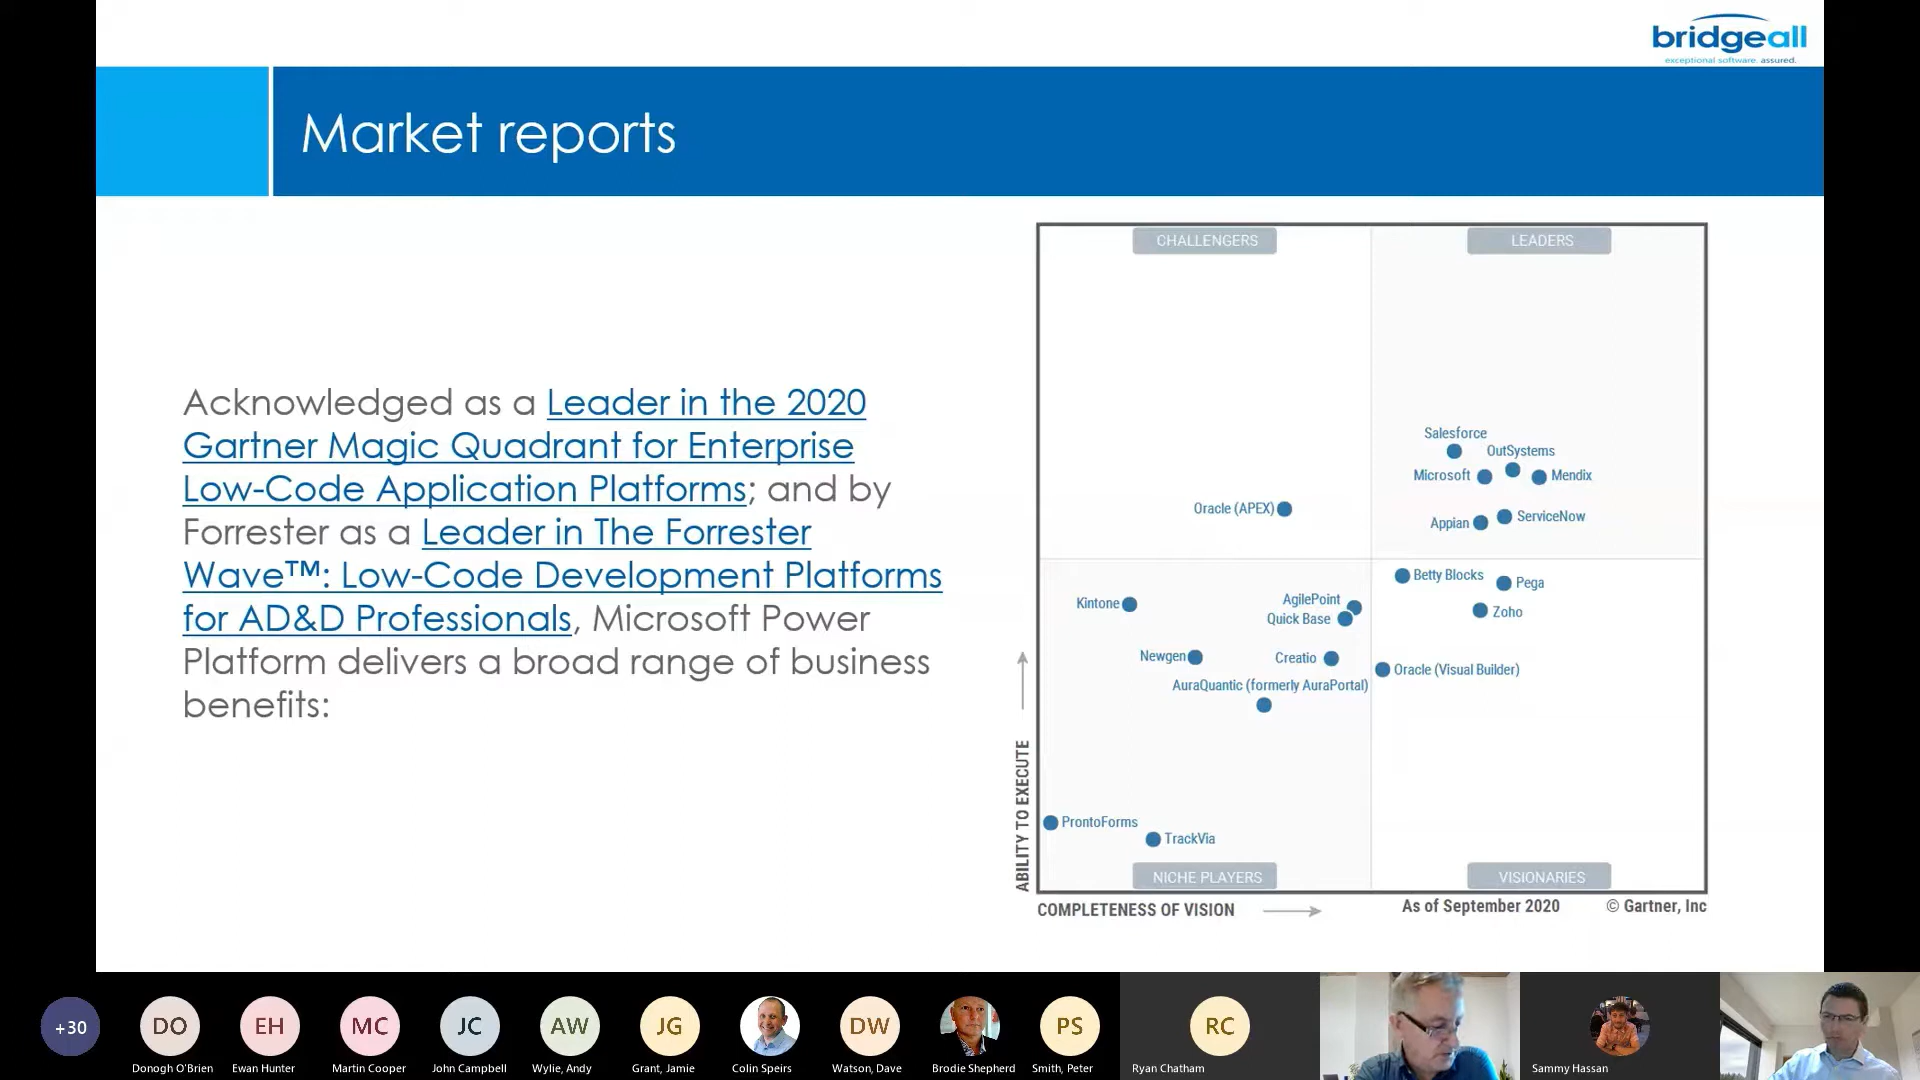 bridgeall
exceptional software. assured.
Market reports
Acknowledged as a Leader in the 2020
Gartner Magic Quadrant for Enterprise
Low-Code Application Platforms; and by
Forrester as a Leader in The Forrester
Wave™: Low-Code Development Platforms
for AD&D Professionals, Microsoft Power
Platform delivers a broad range of business
benefits:
CHALLENGERS
LEADERS
Salesforce
OutSystems
Microsoft
Mendix
Oracle (APEX)
Appian
ServiceNow
Betty Blocks
Pega
Kintone
AgilePoint
Quick Base
Zoho
Newgen
Creatio
Oracle (Visual Builder)
AuraQuantic (formerly AuraPortal)
ProntoForms
TrackVia
NICHE PLAYERS
VISIONARIES
ABILITY TO EXECUTE
COMPLETENESS OF VISION
As of September 2020
© Gartner, Inc
+30
DO
EH
MC
JC
AW
JG
DW
PS
RC
Donogh O'Brien
Ewan Hunter
Martin Cooper
John Campbell
Wylie, Andy
Grant, Jamie
Colin Speirs
Watson, Dave
Brodie Shepherd
Smith, Peter
Ryan Chatham
Sammy Hassan